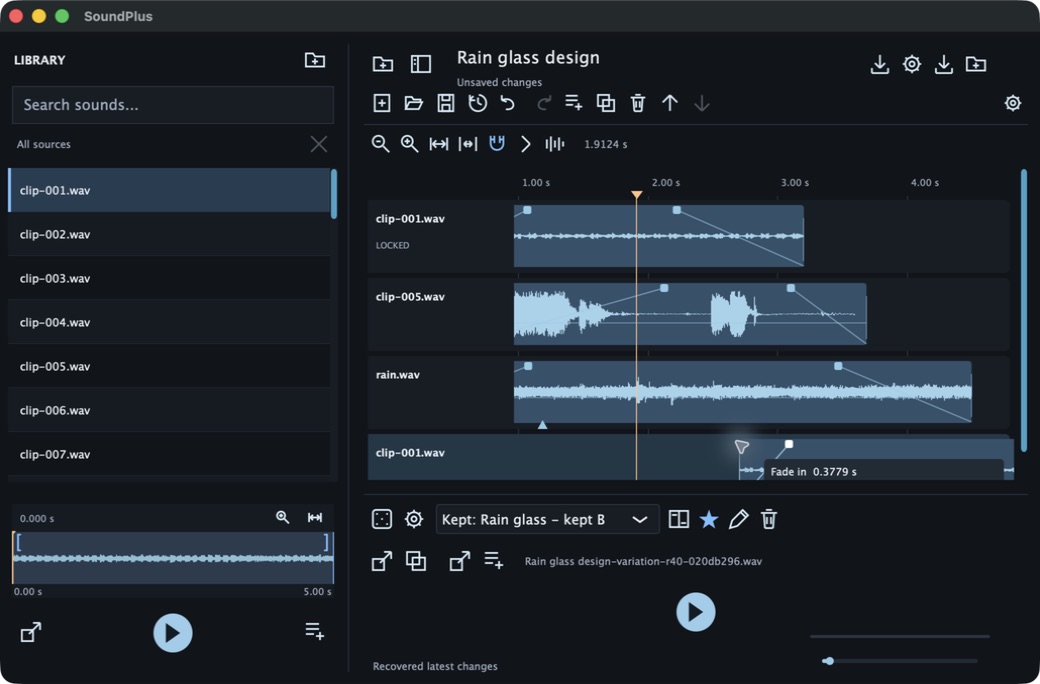 SoundPlus
LIBRARY
Search sounds...
All sources
clip-001.wav
clip-002.wav
clip-003.wav
clip-004.wav
clip-005.wav
clip-006.wav
clip-007.wav
0.000 s
0.00 s 5.00 s
Rain glass design
Unsaved changes
1.9124 s
1.00 s 2.00 s 3.00 s 4.00 s
clip-001.wav
LOCKED
clip-005.wav
rain.wav
clip-001.wav
Fade in 0.3779 s
Kept: Rain glass – kept B
Rain glass design-variation-r40-020db296.wav
Recovered latest changes